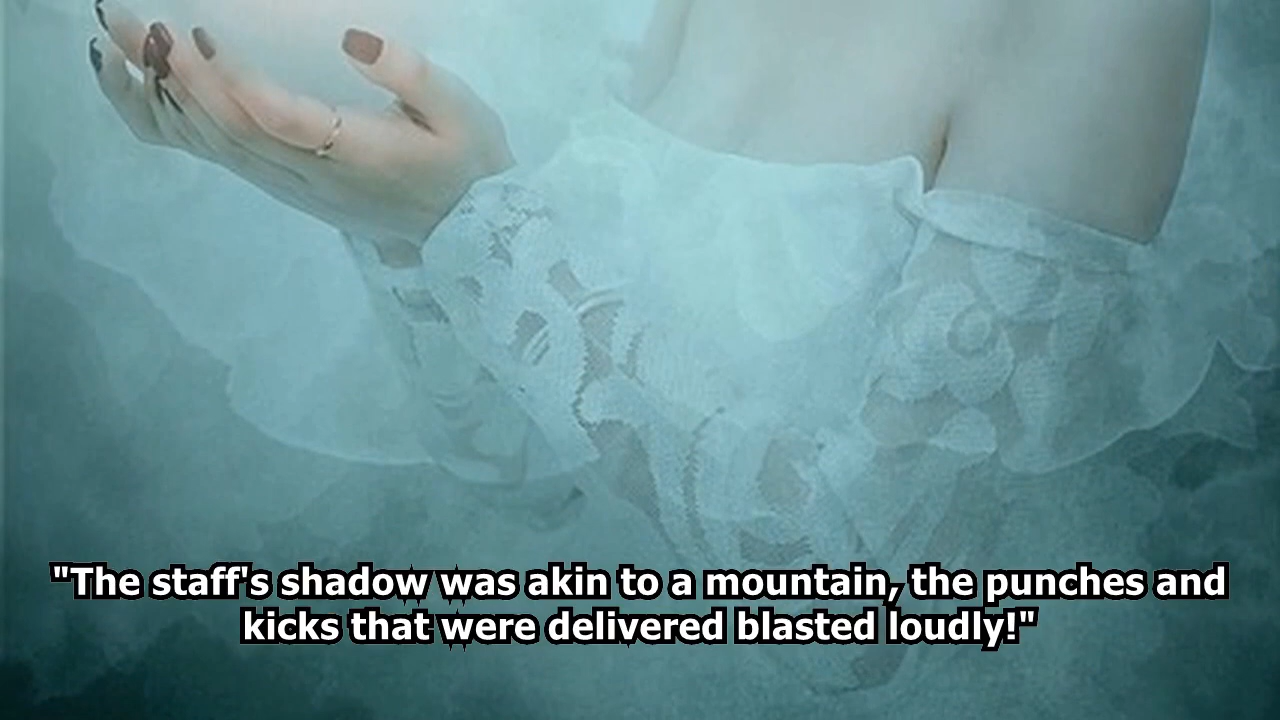 "The staff's shadow was akin to a mountain, the punches and
kicks that were delivered blasted loudly!"